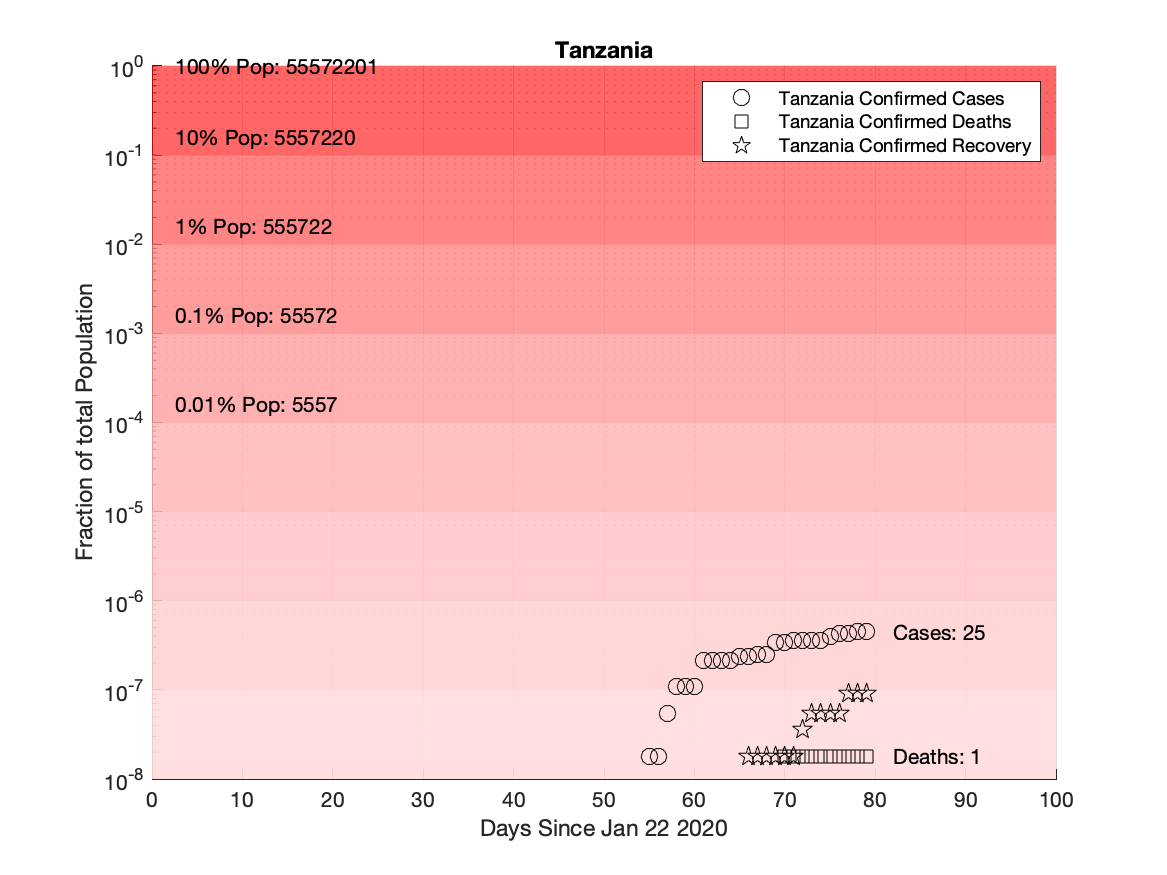 Tanzania
10^0
100% Pop: 55572201
Tanzania Confirmed Cases
Tanzania Confirmed Deaths
Tanzania Confirmed Recovery
10% Pop: 5557220
10^-1
1% Pop: 555722
10^-2
0.1% Pop: 55572
10^-3
0.01% Pop: 5557
10^-4
10^-5
10^-6
Cases: 25
10^-7
Deaths: 1
10^-8
Fraction of total Population
0 10 20 30 40 50 60 70 80 90 100
Days Since Jan 22 2020